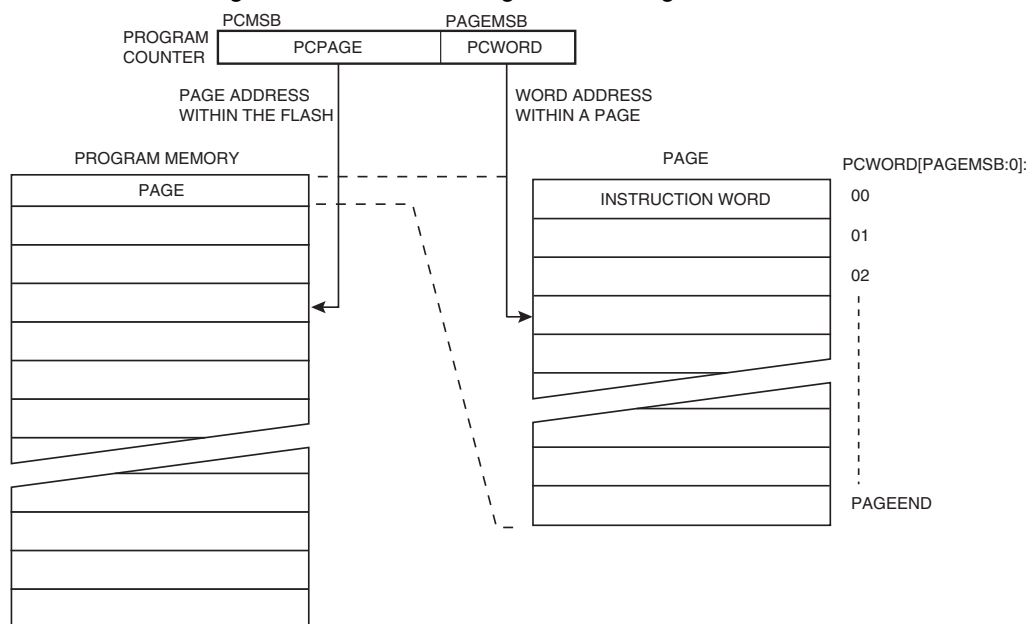 PCMSB
PAGEMSB
PROGRAM
COUNTER
PCPAGE
PCWORD
PAGE ADDRESS
WITHIN THE FLASH
WORD ADDRESS
WITHIN A PAGE
PROGRAM MEMORY
PAGE
PAGE
PCWORD[PAGEMSB:0]:
INSTRUCTION WORD
00
01
02
PAGEEND